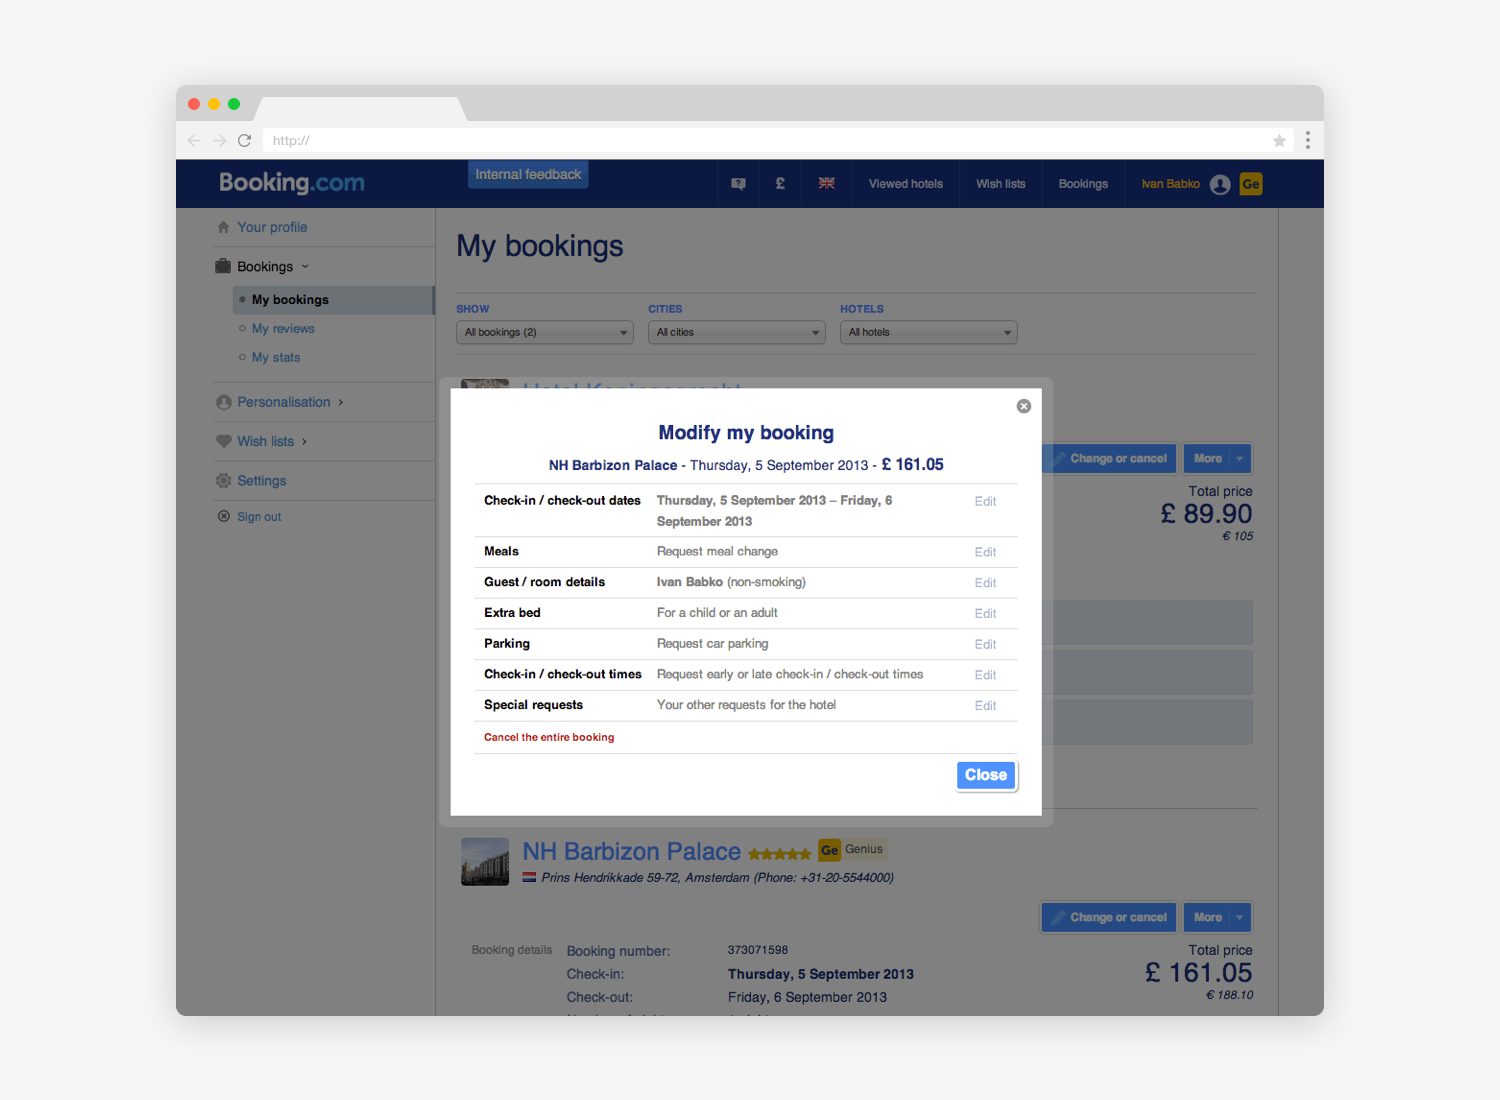 http://
Booking.com
Internal feedback
£
Viewed hotels
Wish lists
Bookings
Ivan Babko
Ge
Your profile
Bookings
My bookings
My reviews
My stats
Personalisation
Wish lists
Settings
Sign out
My bookings
SHOW CITIES HOTELS
All bookings (2) All cities All hotels
Modify my booking
NH Barbizon Palace - Thursday, 5 September 2013 - £ 161.05
Check-in / check-out dates Thursday, 5 September 2013 – Friday, 6 Edit
September 2013
Meals Request meal change Edit
Guest / room details Ivan Babko (non-smoking) Edit
Extra bed For a child or an adult Edit
Parking Request car parking Edit
Check-in / check-out times Request early or late check-in / check-out times Edit
Special requests Your other requests for the hotel Edit
Cancel the entire booking
Close
Change or cancel More
Total price
£ 89.90
€ 105
NH Barbizon Palace Ge Genius
Prins Hendrikkade 59-72, Amsterdam (Phone: +31-20-5544000)
Change or cancel More
Booking details Booking number: 373071598 Total price
Check-in: Thursday, 5 September 2013 £ 161.05
Check-out: Friday, 6 September 2013 € 188.10